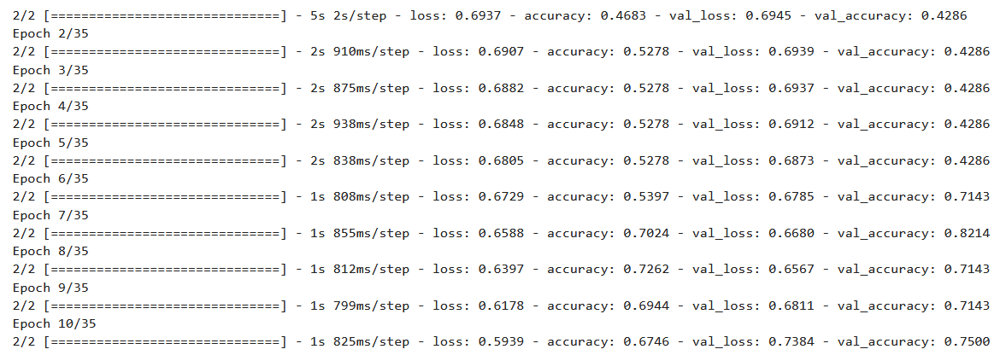 2/2 [==============================] - 5s 2s/step - loss: 0.6937 - accuracy: 0.4683 - val_loss: 0.6945 - val_accuracy: 0.4286
Epoch 2/35
2/2 [==============================] - 2s 910ms/step - loss: 0.6907 - accuracy: 0.5278 - val_loss: 0.6939 - val_accuracy: 0.4286
Epoch 3/35
2/2 [==============================] - 2s 875ms/step - loss: 0.6882 - accuracy: 0.5278 - val_loss: 0.6937 - val_accuracy: 0.4286
Epoch 4/35
2/2 [==============================] - 2s 938ms/step - loss: 0.6848 - accuracy: 0.5278 - val_loss: 0.6912 - val_accuracy: 0.4286
Epoch 5/35
2/2 [==============================] - 2s 838ms/step - loss: 0.6805 - accuracy: 0.5278 - val_loss: 0.6873 - val_accuracy: 0.4286
Epoch 6/35
2/2 [==============================] - 1s 808ms/step - loss: 0.6729 - accuracy: 0.5397 - val_loss: 0.6785 - val_accuracy: 0.7143
Epoch 7/35
2/2 [==============================] - 1s 855ms/step - loss: 0.6588 - accuracy: 0.7024 - val_loss: 0.6680 - val_accuracy: 0.8214
Epoch 8/35
2/2 [==============================] - 1s 812ms/step - loss: 0.6397 - accuracy: 0.7262 - val_loss: 0.6567 - val_accuracy: 0.7143
Epoch 9/35
2/2 [==============================] - 1s 799ms/step - loss: 0.6178 - accuracy: 0.6944 - val_loss: 0.6811 - val_accuracy: 0.7143
Epoch 10/35
2/2 [==============================] - 1s 825ms/step - loss: 0.5939 - accuracy: 0.6746 - val_loss: 0.7384 - val_accuracy: 0.7500